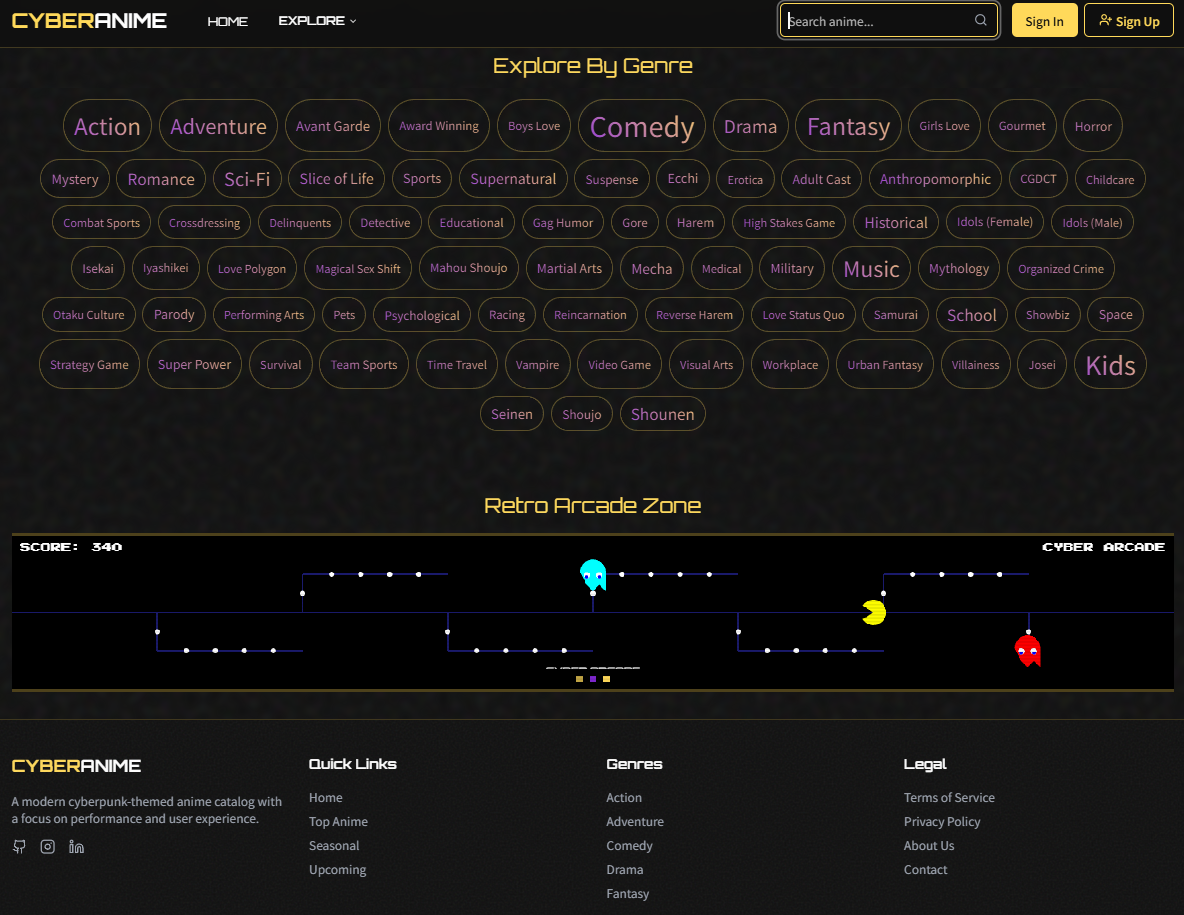 CYBERANIME HOME EXPLORE Search anime... Sign In Sign Up
Explore By Genre
Action Adventure Avant Garde Award Winning Boys Love Comedy Drama Fantasy Girls Love Gourmet Horror
Mystery Romance Sci-Fi Slice of Life Sports Supernatural Suspense Ecchi Erotica Adult Cast Anthropomorphic CGDCT Childcare
Combat Sports Crossdressing Delinquents Detective Educational Gag Humor Gore Harem High Stakes Game Historical Idols (Female) Idols (Male)
Isekai Iyashikei Love Polygon Magical Sex Shift Mahou Shoujo Martial Arts Mecha Medical Military Music Mythology Organized Crime
Otaku Culture Parody Performing Arts Pets Psychological Racing Reincarnation Reverse Harem Love Status Quo Samurai School Showbiz Space
Strategy Game Super Power Survival Team Sports Time Travel Vampire Video Game Visual Arts Workplace Urban Fantasy Villainess Josei Kids
Seinen Shoujo Shounen
Retro Arcade Zone
SCORE: 340 CYBER ARCADE
CYBERANIME
A modern cyberpunk-themed anime catalog with
a focus on performance and user experience.
Quick Links
Home
Top Anime
Seasonal
Upcoming
Genres
Action
Adventure
Comedy
Drama
Fantasy
Legal
Terms of Service
Privacy Policy
About Us
Contact